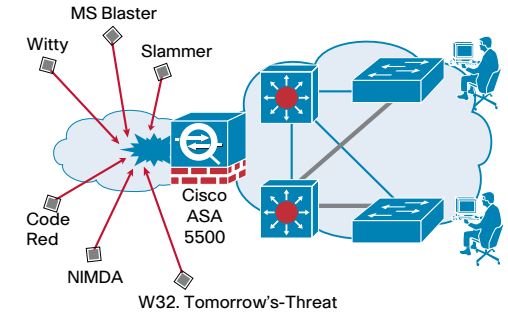 MS Blaster
Witty
Slammer
Cisco
ASA
5500
Code
Red
NIMDA
W32. Tomorrow's-Threat